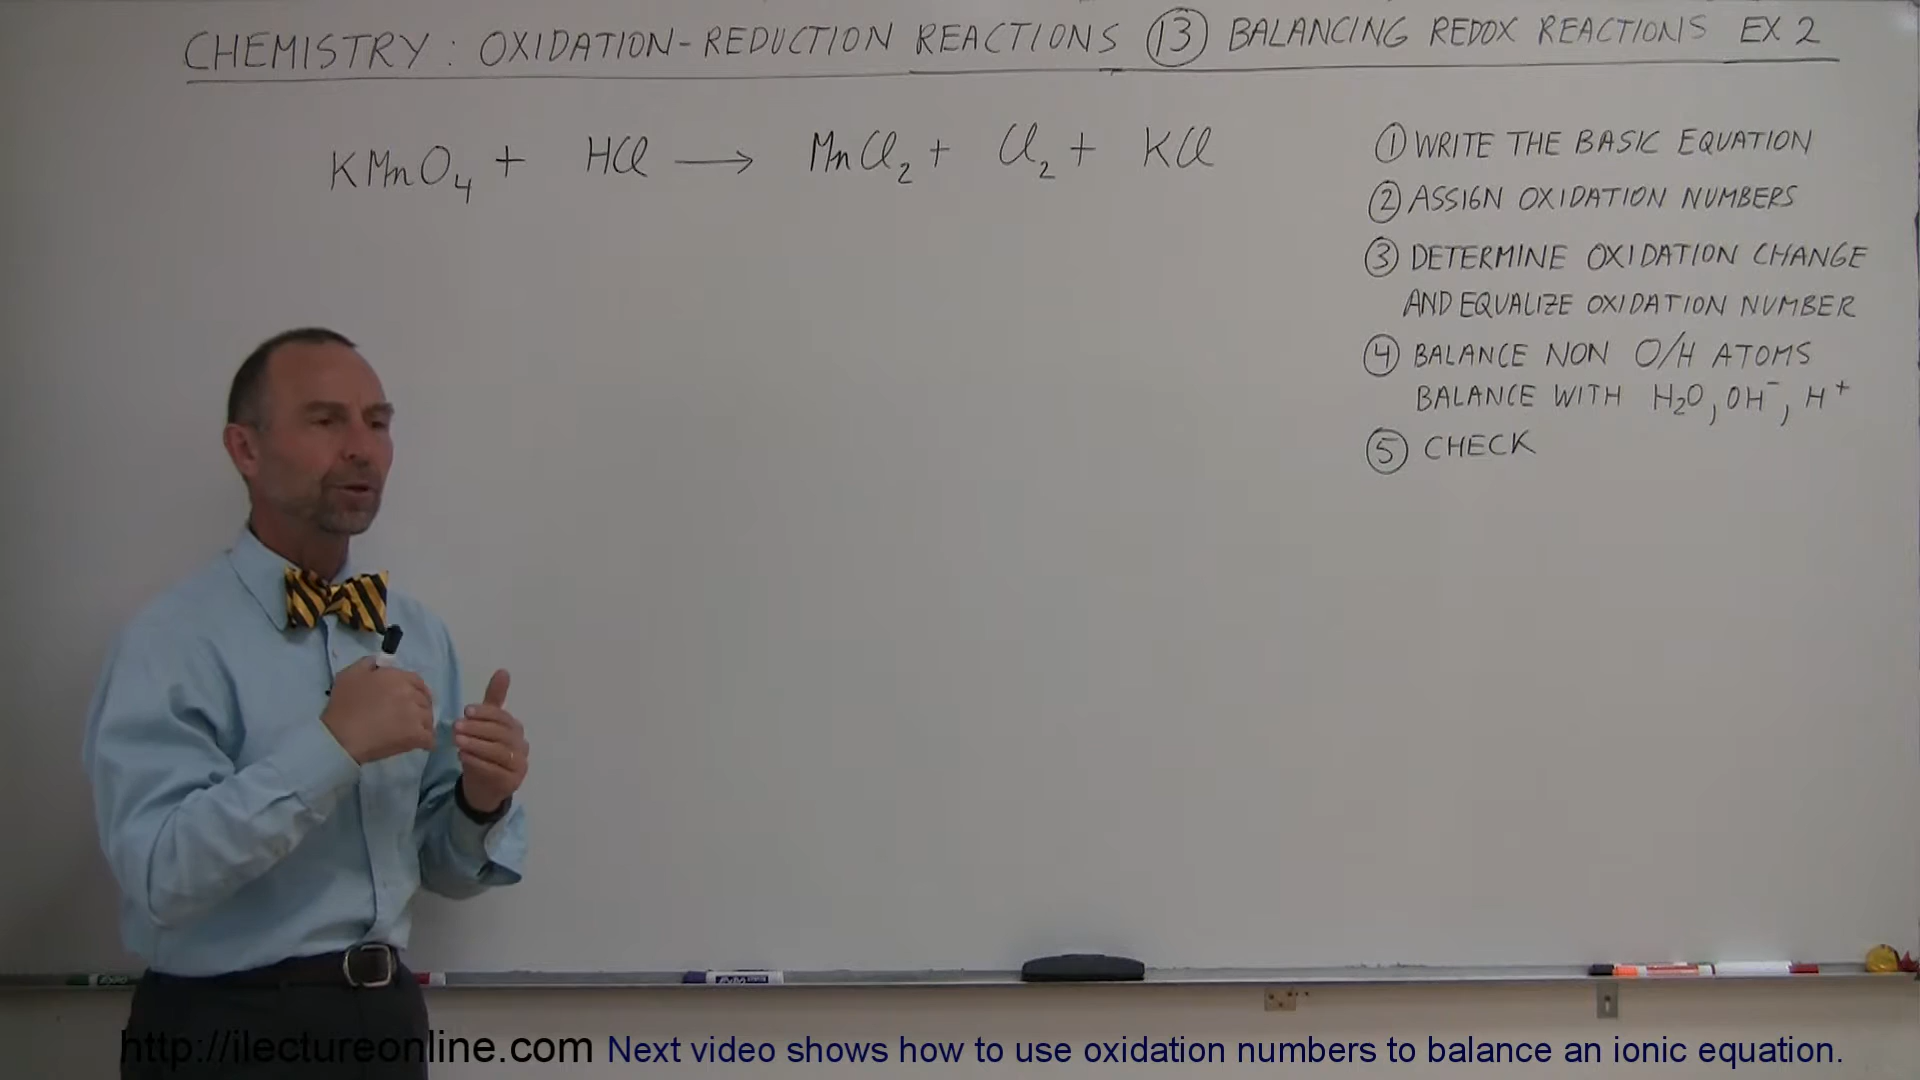 CHEMISTRY : OXIDATION-REDUCTION REACTIONS ⑬ BALANCING REDOX REACTIONS EX 2
KMnO₄ + HCl → MnCl₂ + Cl₂ + KCl
① WRITE THE BASIC EQUATION
② ASSIGN OXIDATION NUMBERS
③ DETERMINE OXIDATION CHANGE
AND EQUALIZE OXIDATION NUMBER
④ BALANCE NON O/H ATOMS
BALANCE WITH H₂O, OH⁻, H⁺
⑤ CHECK
http://ilectureonline.com Next video shows how to use oxidation numbers to balance an ionic equation.